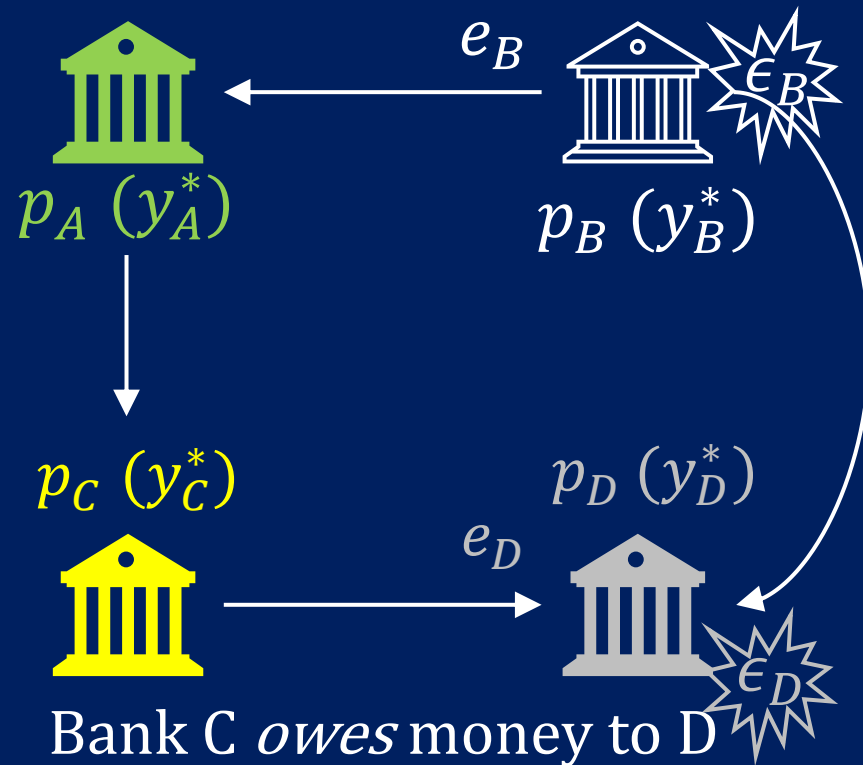 e_B
ϵ_B
p_A (y_A^*)
p_B (y_B^*)
p_C (y_C^*)
p_D (y_D^*)
e_D
ϵ_D
Bank C owes money to D